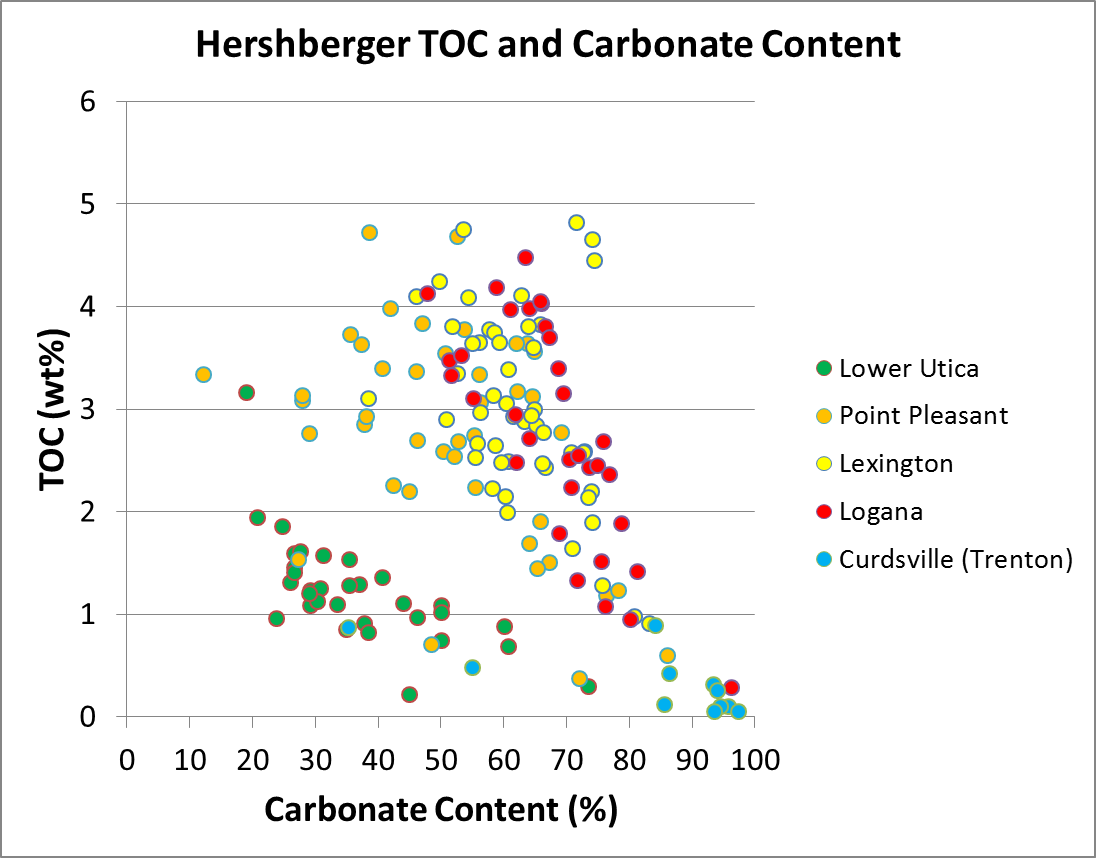 Hershberger TOC and Carbonate Content
6
5
4
3
2
1
0
TOC (wt%)
0 10 20 30 40 50 60 70 80 90 100
Carbonate Content (%)
Lower Utica
Point Pleasant
Lexington
Logana
Curdsville (Trenton)